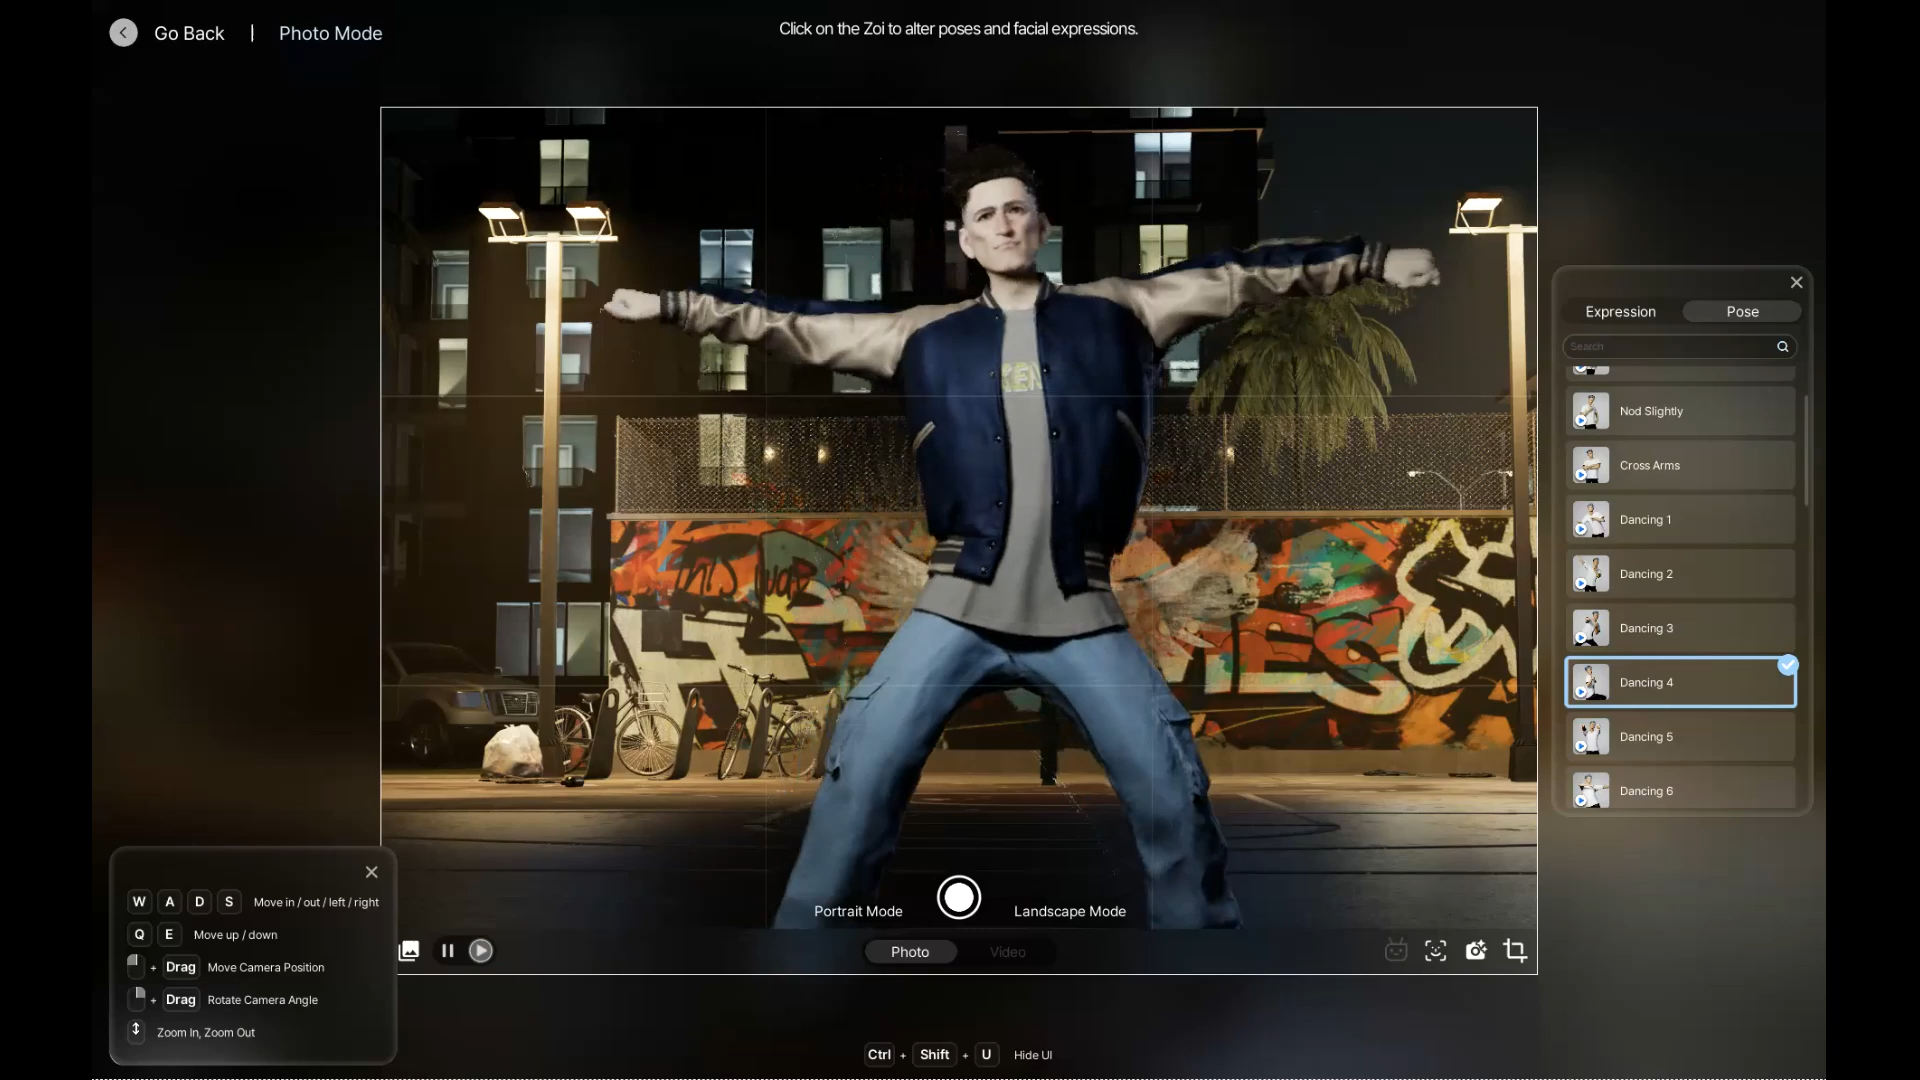 Go Back | Photo Mode
Click on the Zoi to alter poses and facial expressions.
Expression
Pose
Search
Nod Slightly
Cross Arms
Dancing 1
Dancing 2
Dancing 3
Dancing 4
Dancing 5
Dancing 6
W A D S Move in / out / left / right
Q E Move up / down
+ Drag Move Camera Position
+ Drag Rotate Camera Angle
Zoom In, Zoom Out
Portrait Mode
Landscape Mode
Photo
Video
Ctrl + Shift + U Hide UI